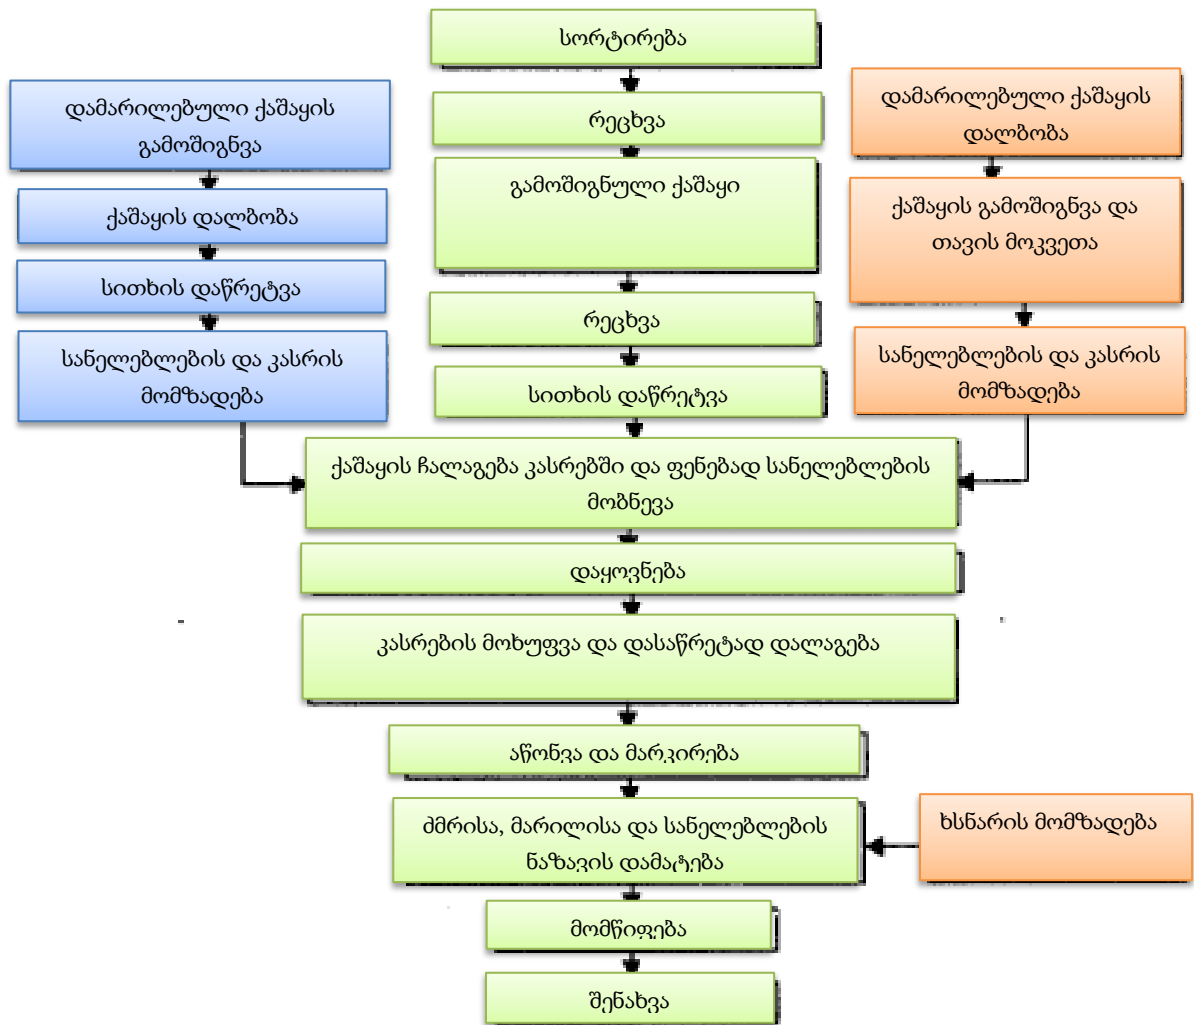 სორტირება
დამარილებული ქაშაყის
გამოშიგნვა
რეცხვა
დამარილებული ქაშაყის
დალბობა
გამოშიგნული ქაშაყი
ქაშაყის დალბობა
ქაშაყის გამოშიგნვა და
თავის მოკვეთა
სითხის დაწრეტვა
რეცხვა
სანელებლების და კასრის
მომზადება
სანელებლების და კასრის
მომზადება
სითხის დაწრეტვა
ქაშაყის ჩალაგება კასრებში და ფენებად სანელებლების
მობნევა
დაყოვნება
კასრების მოხუფვა და დასაწრეტად დალაგება
აწონვა და მარკირება
ძმრისა, მარილისა და სანელებლების
ნაზავის დამატება
ხსნარის მომზადება
მომწიფება
შენახვა